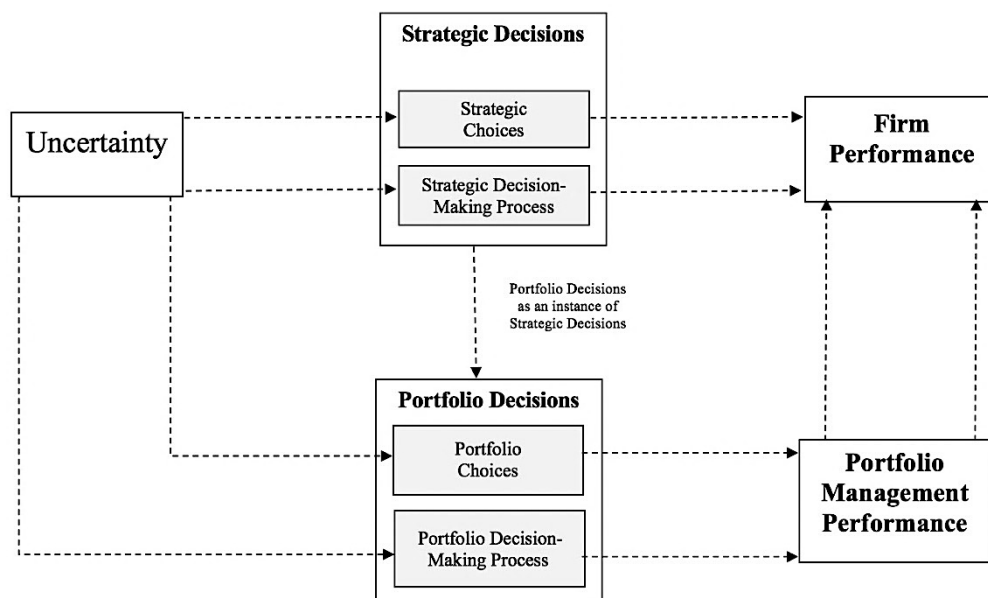 Strategic Decisions
Strategic
Choices
Uncertainty
Firm
Performance
Strategic Decision-
Making Process
Portfolio Decisions
as an instance of
Strategic Decisions
Portfolio Decisions
Portfolio
Choices
Portfolio
Management
Performance
Portfolio Decision-
Making Process